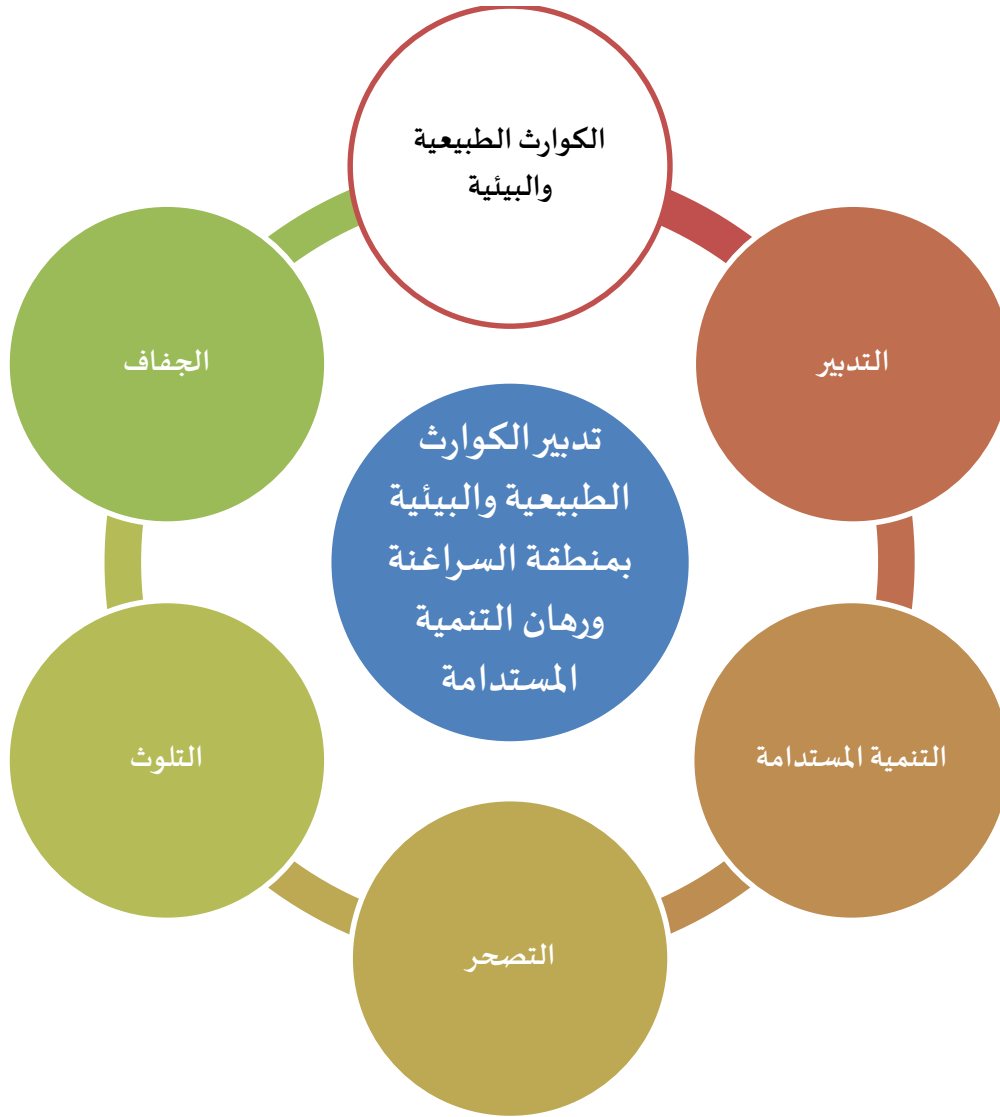 الكوارث الطبيعية
والبيئية
التدبير
الجفاف
تدبير الكوارث
الطبيعية والبيئية
بمنطقة السراغنة
ورهان التنمية
المستدامة
التنمية المستدامة
التلوث
التصحر